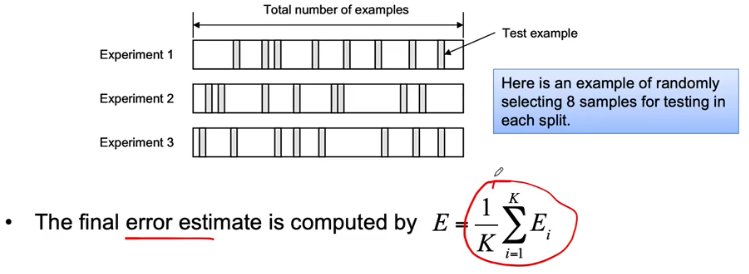 Total number of examples
Test example
Experiment 1
Experiment 2
Experiment 3
Here is an example of randomly
selecting 8 samples for testing in
each split.
• The final error estimate is computed by E = \frac{1}{K} \sum_{i=1}^{K} E_i